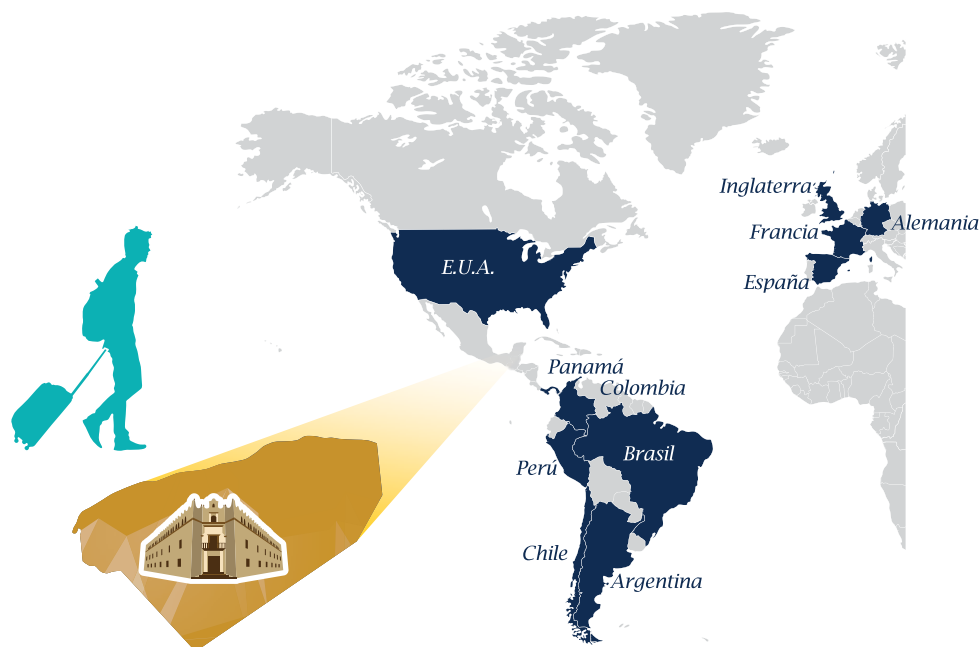 Inglaterra
Francia
Alemania
España
E.U.A.
Panamá
Colombia
Brasil
Perú
Chile
Argentina